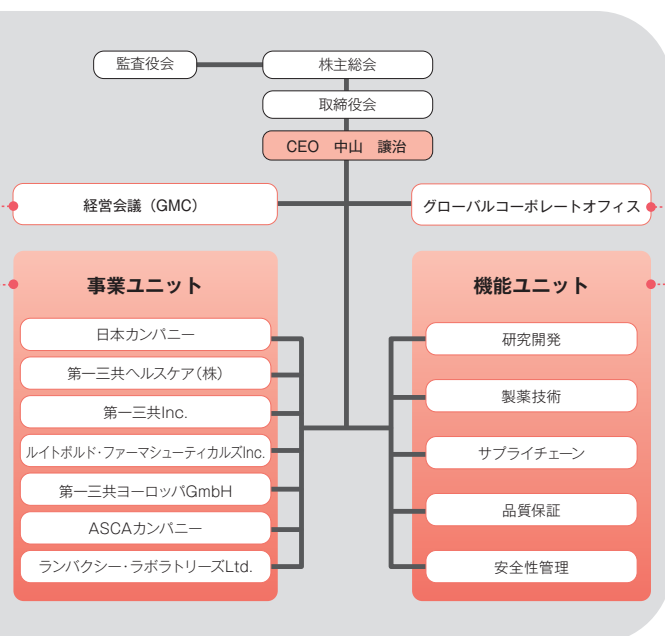 監査役会
株主総会
取締役会
CEO 中山 讓治
経営会議（GMC）
グローバルコーポレートオフィス
事業ユニット
日本カンパニー
第一三共ヘルスケア（株）
第一三共Inc.
ルイトポルド・ファーマシューティカルズInc.
第一三共ヨーロッパGmbH
ASCAカンパニー
ランバクシー・ラボラトリーズLtd.
機能ユニット
研究開発
製薬技術
サプライチェーン
品質保証
安全性管理